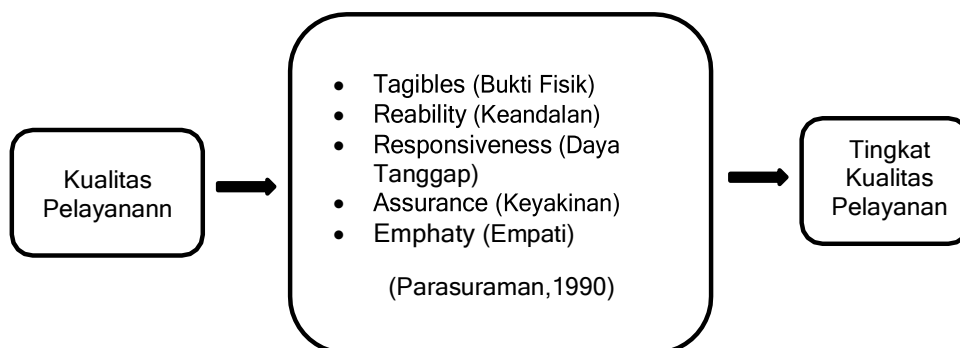 Kualitas
Pelayanann
• Tagibles (Bukti Fisik)
• Reability (Keandalan)
• Responsiveness (Daya
Tanggap)
• Assurance (Keyakinan)
• Emphaty (Empati)
(Parasuraman,1990)
Tingkat
Kualitas
Pelayanan